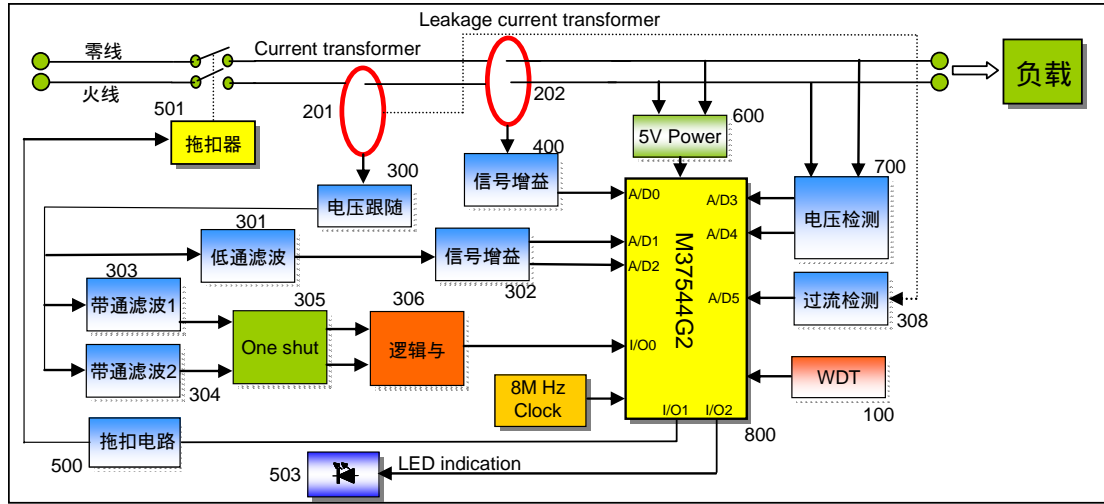 Leakage current transformer
零线
Current transformer
火线
负载
501
201
202
600
拖扣器
5V Power
300
400
700
电压跟随
信号增益
A/D0
A/D3
电压检测
301
A/D4
低通滤波
信号增益
A/D1
A/D2
M37544G2
303
302
带通滤波1
305
306
A/D5
过流检测
308
One shut
逻辑与
I/O0
带通滤波2
304
8M Hz
Clock
WDT
100
I/O1
I/O2
800
拖扣电路
500
503
LED indication